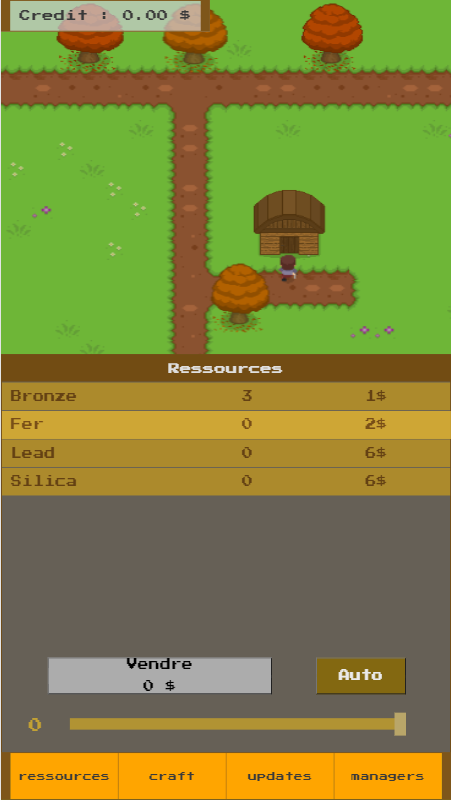 Credit : 0.00 $
Ressources
Bronze 3 1$
Fer 0 2$
Lead 0 6$
Silica 0 6$
Vendre
0 $
Auto
0
ressources craft updates managers